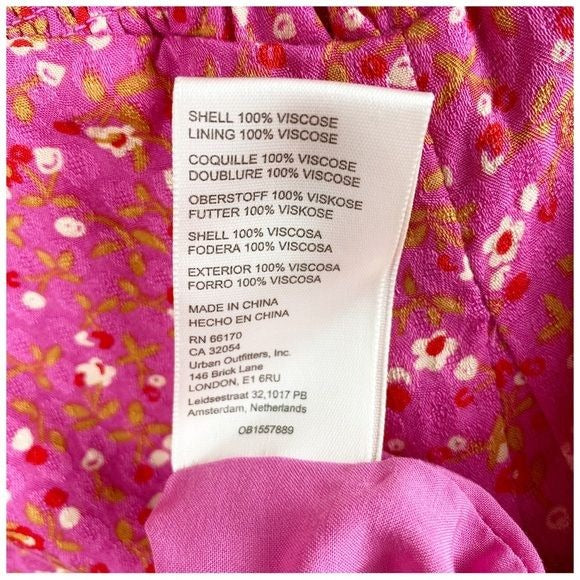 SHELL 100% VISCOSE
LINING 100% VISCOSE
COQUILLE 100% VISCOSE
DOUBLURE 100% VISCOSE
OBERSTOFF 100% VISKOSE
FUTTER 100% VISKOSE
SHELL 100% VISCOSA
FODERA 100% VISCOSA
EXTERIOR 100% VISCOSA
FORRO 100% VISCOSA
MADE IN CHINA
HECHO EN CHINA
RN 66170
CA 32054
Urban Outfitters, Inc.
146 Brick Lane
LONDON, E1 6RU
Leidsestraat 32,1017 PB
Amsterdam, Netherlands
OB1557889